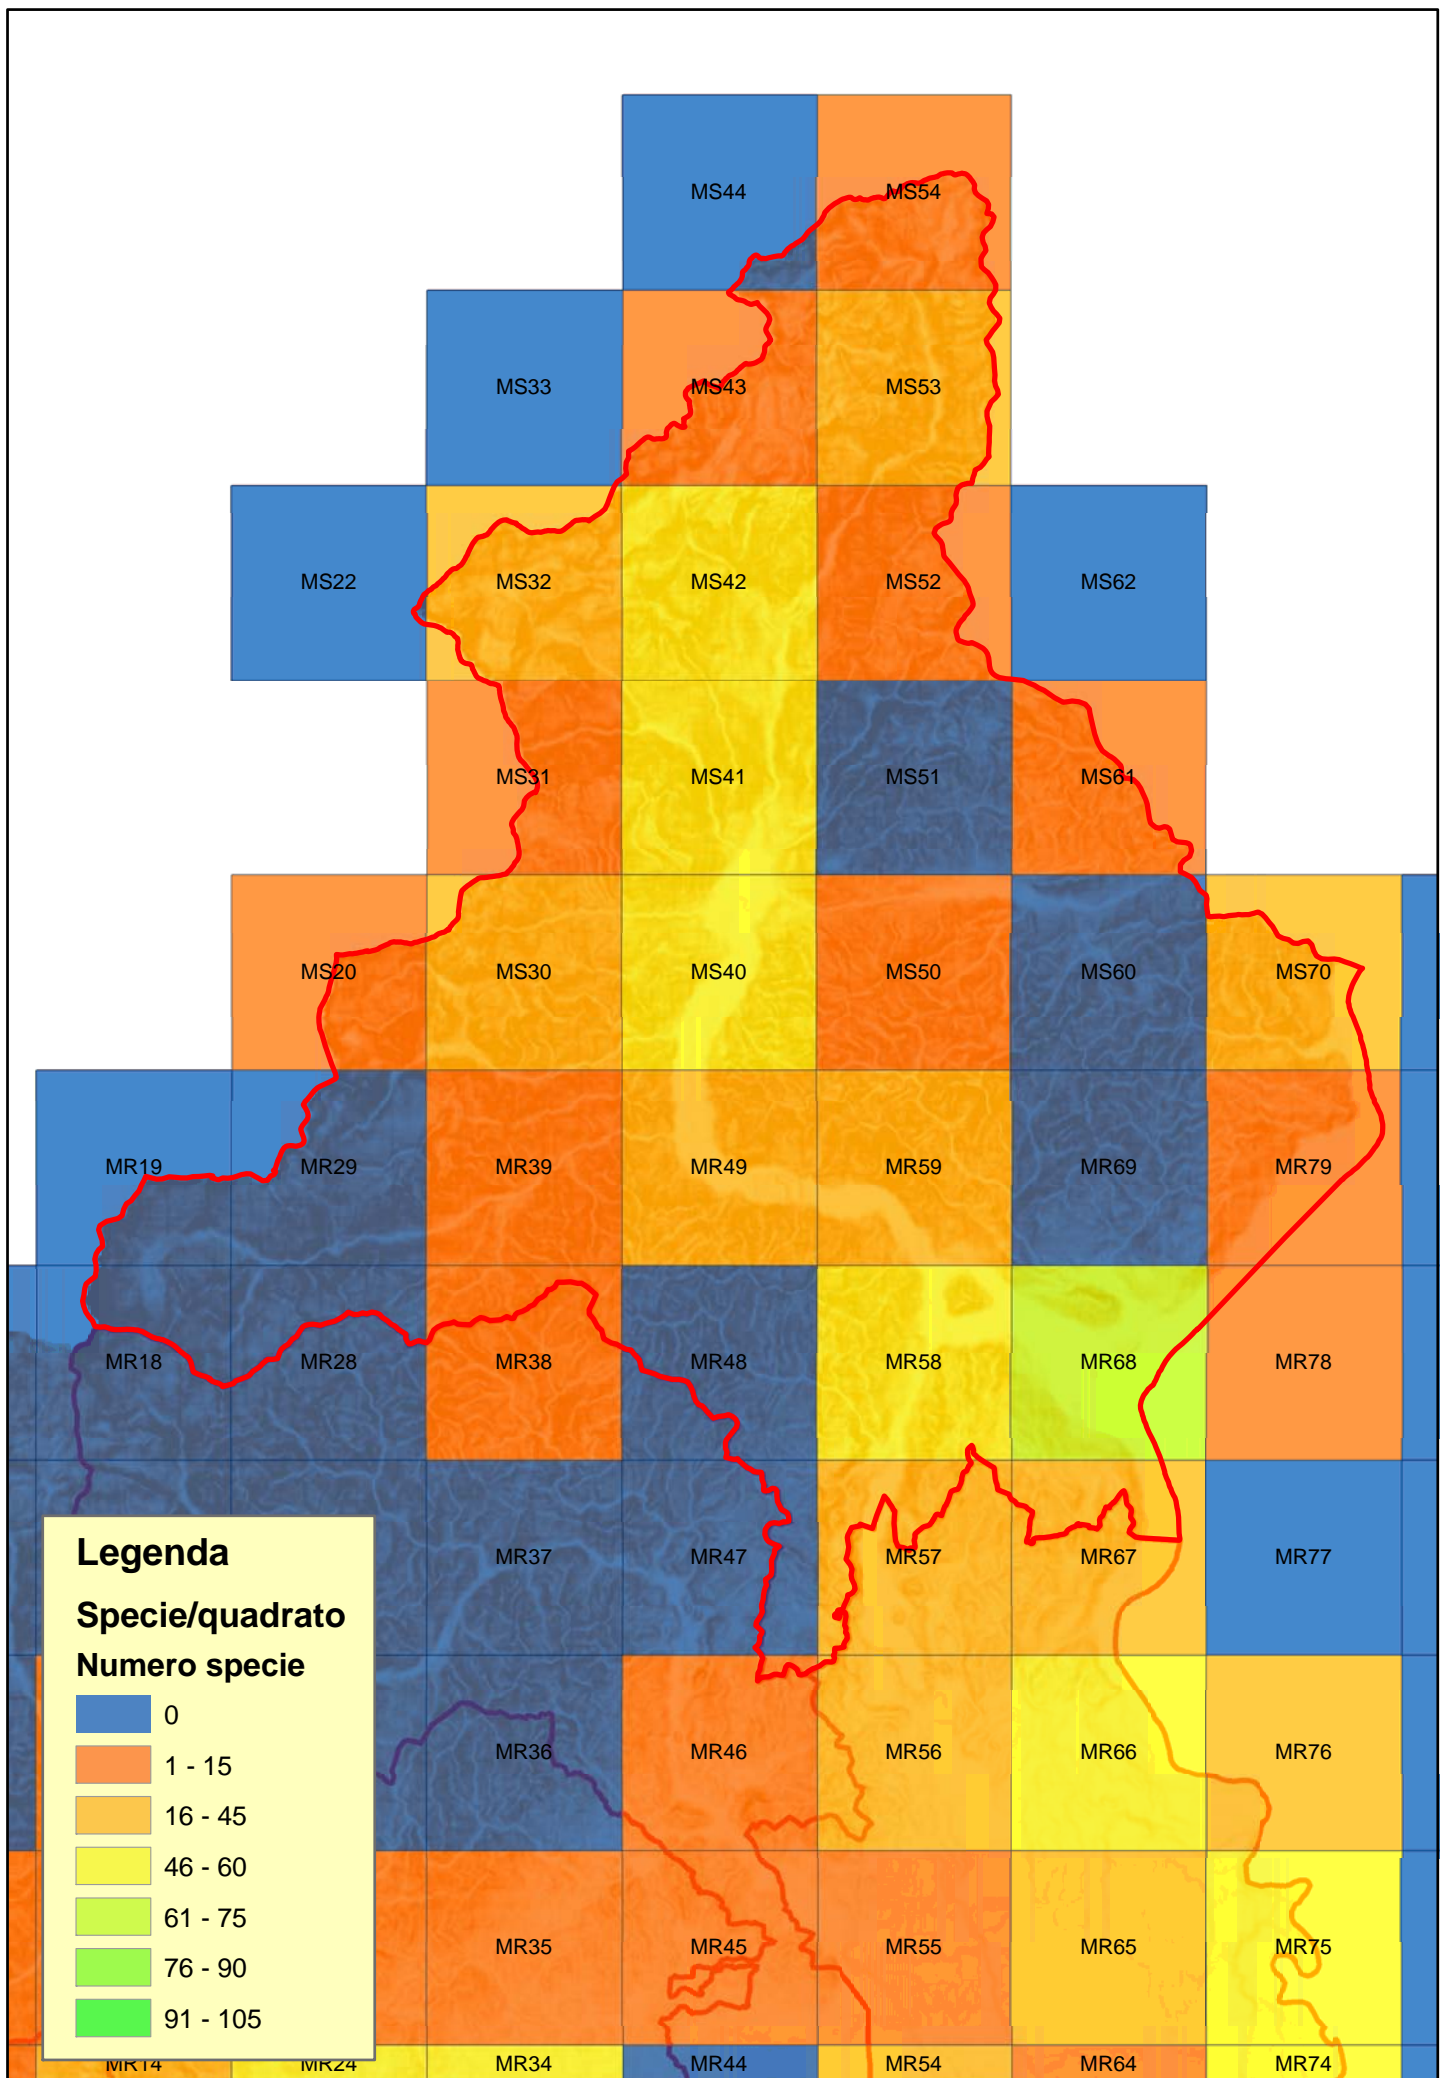 MS44 MS54
MS33 MS43 MS53
MS22 MS32 MS42 MS52 MS62
MS31 MS41 MS51 MS61
MS20 MS30 MS40 MS50 MS60 MS70
MR19 MR29 MR39 MR49 MR59 MR69 MR79
MR18 MR28 MR38 MR48 MR58 MR68 MR78
MR37 MR47 MR57 MR67 MR77
MR36 MR46 MR56 MR66 MR76
MR35 MR45 MR55 MR65 MR75
MR14 MR24 MR34 MR44 MR54 MR64 MR74
Legenda
Specie/quadrato
Numero specie
0
1 - 15
16 - 45
46 - 60
61 - 75
76 - 90
91 - 105